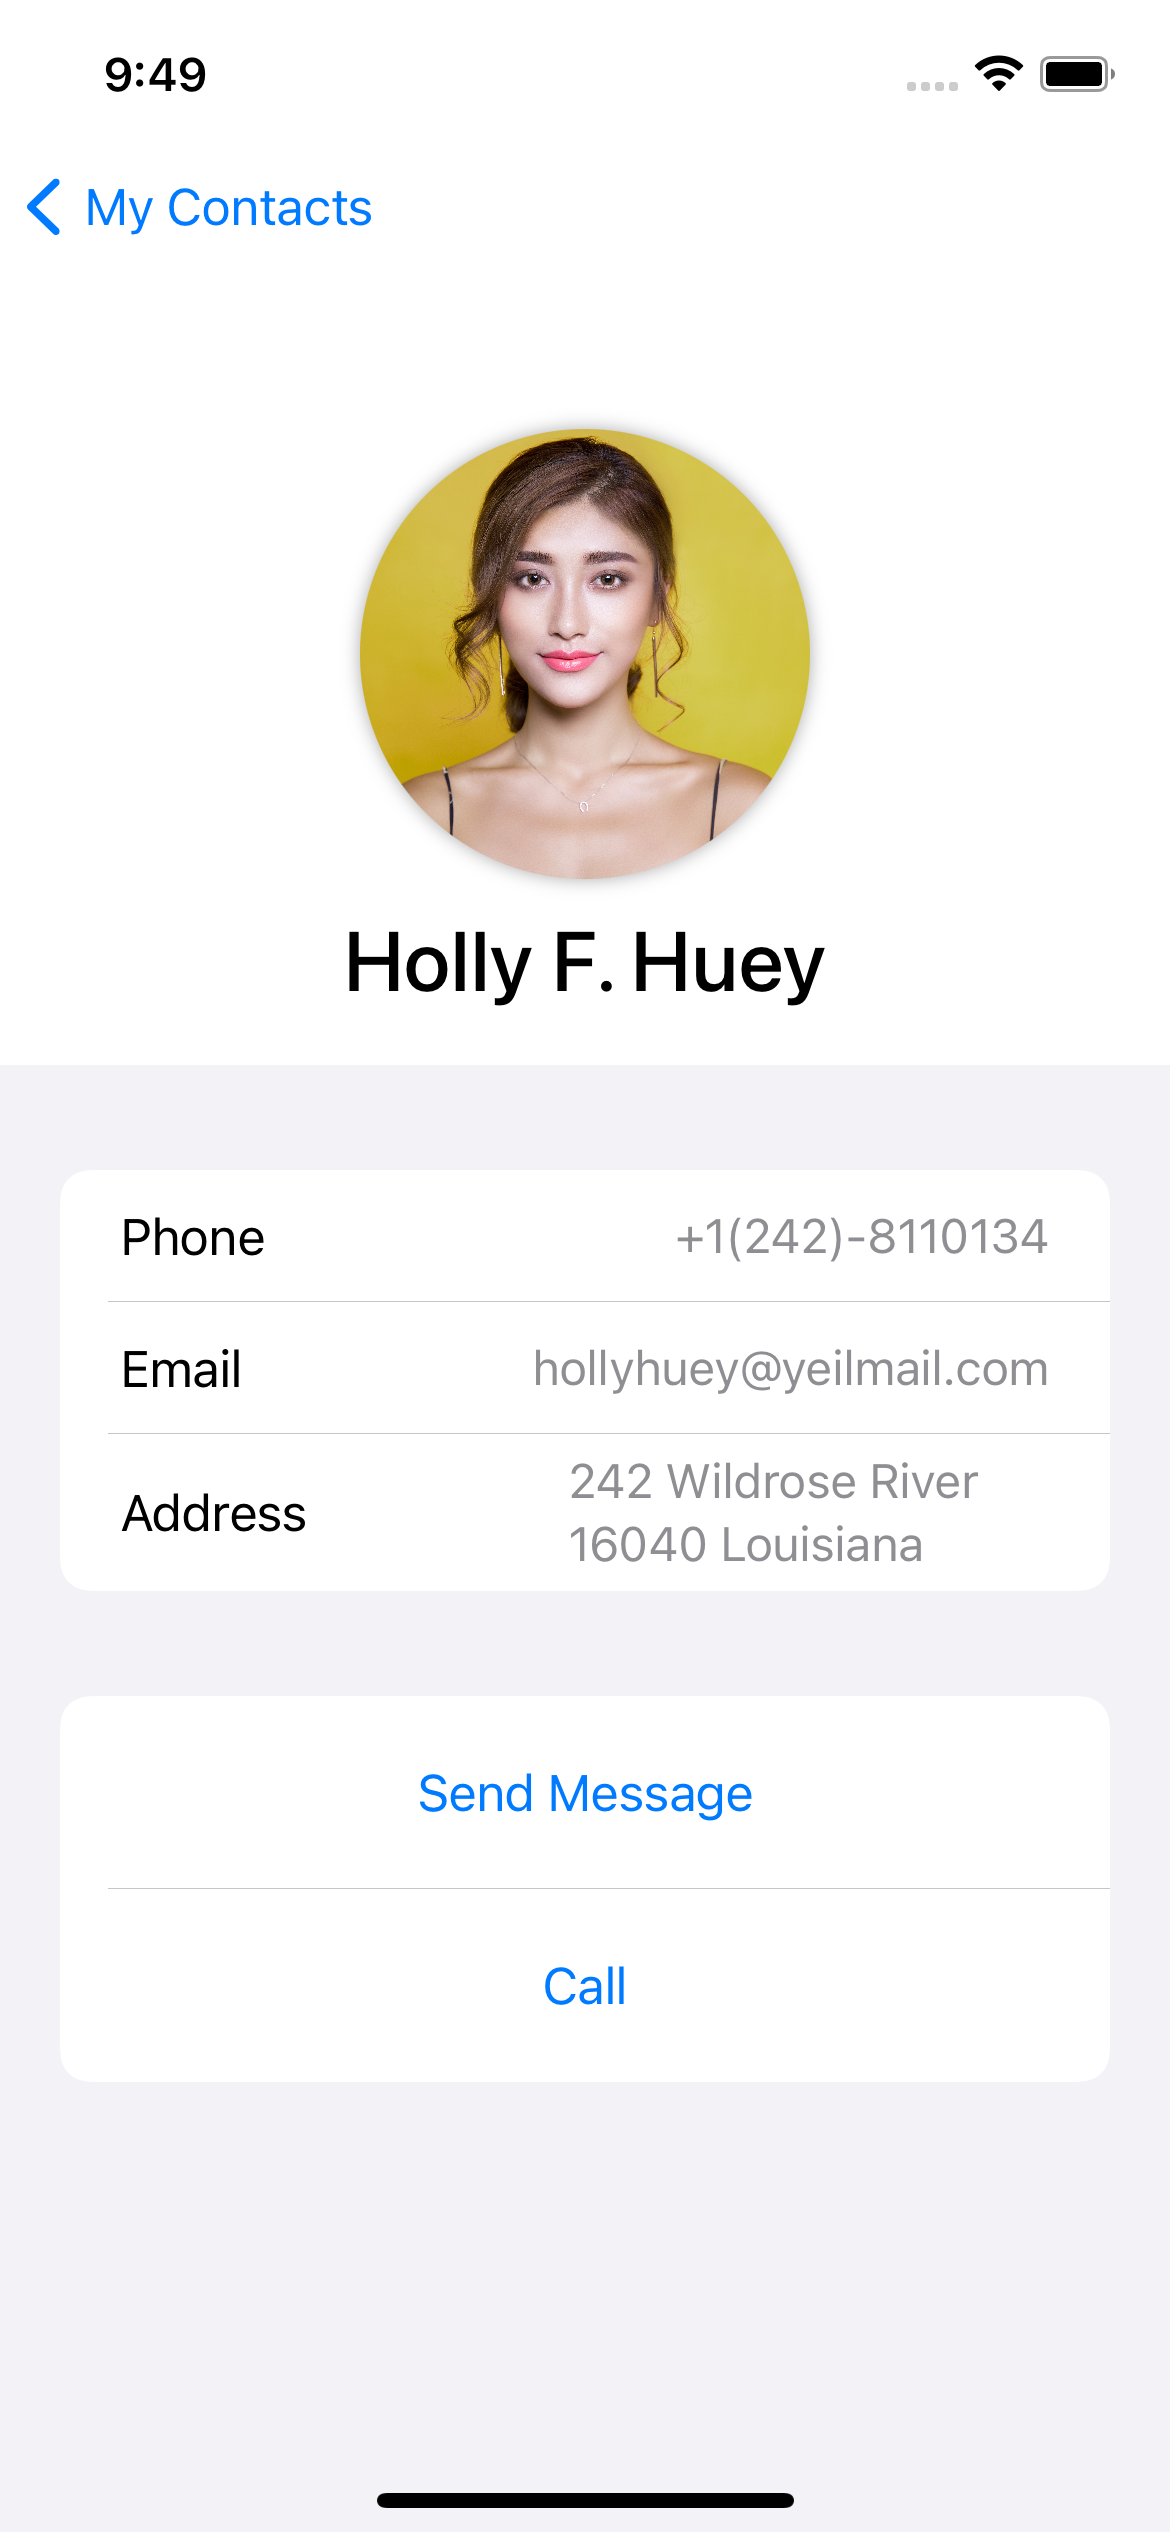 9:49
My Contacts
Holly F. Huey
Phone +1(242)-8110134
Email hollyhuey@yeilmail.com
Address 242 Wildrose River
16040 Louisiana
Send Message
Call